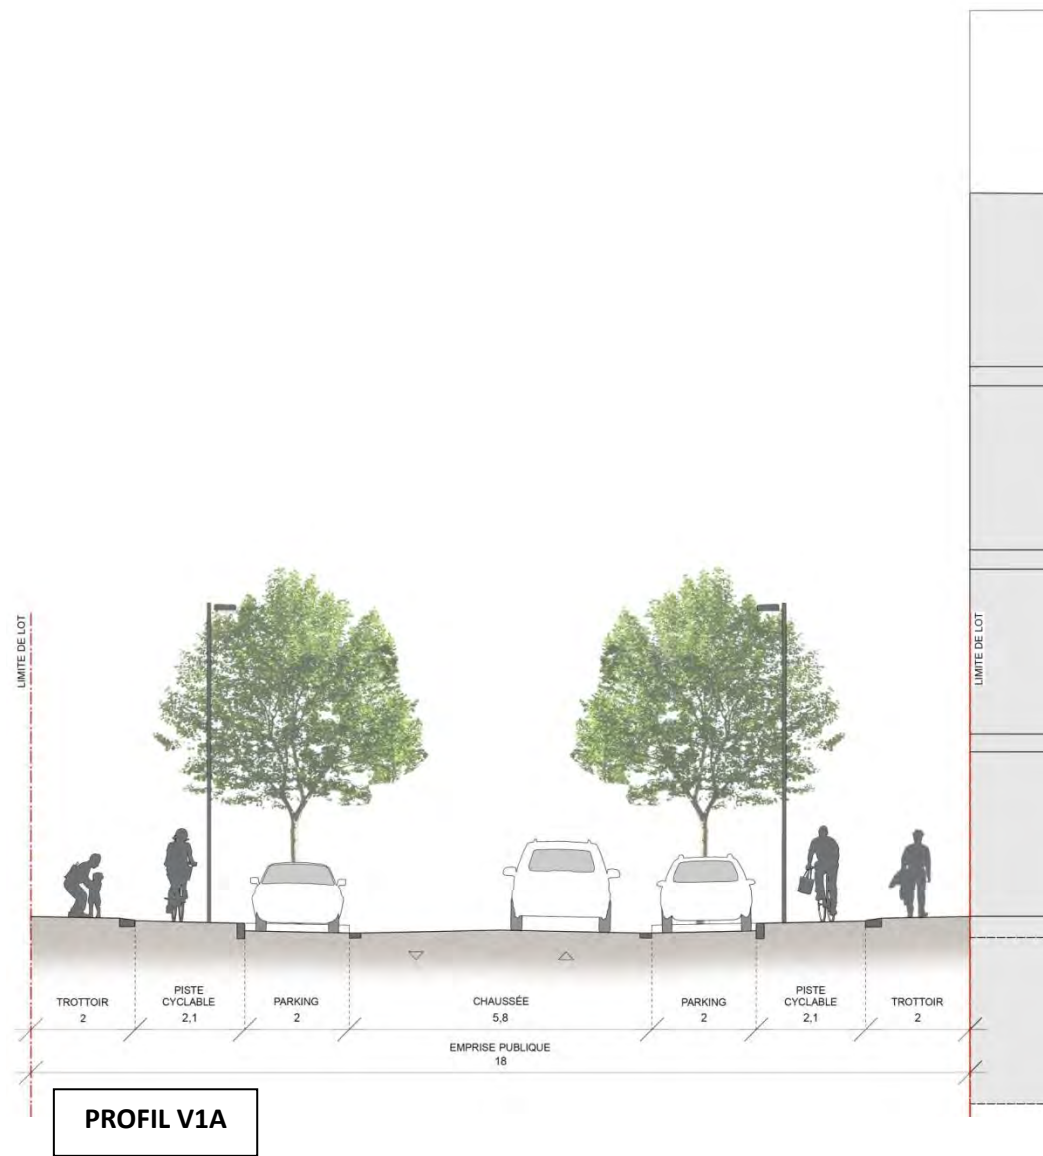 LIMITE DE LOT
LIMITE DE LOT
TROTTOIR
2
PISTE
CYCLABLE
2,1
PARKING
2
CHAUSSÉE
5,8
PARKING
2
PISTE
CYCLABLE
2,1
TROTTOIR
2
EMPRISE PUBLIQUE
18
PROFIL V1A